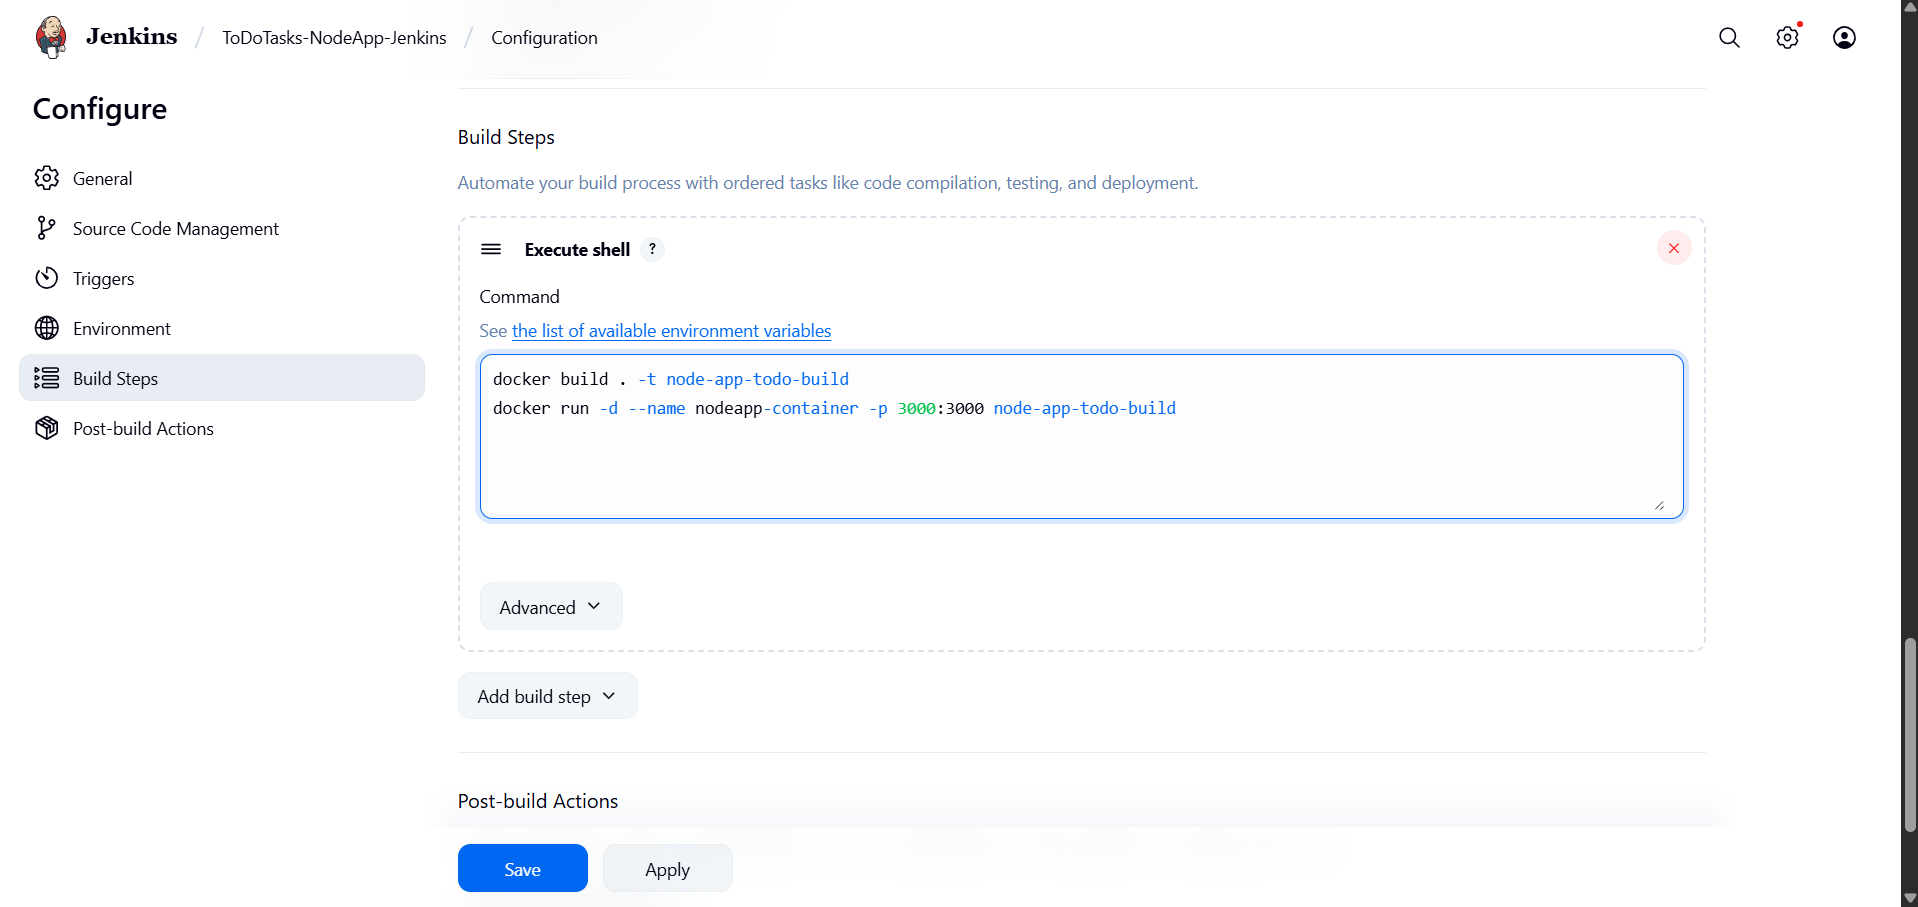 Jenkins / ToDoTasks-NodeApp-Jenkins / Configuration
Configure
General
Source Code Management
Triggers
Environment
Build Steps
Post-build Actions
Build Steps
Automate your build process with ordered tasks like code compilation, testing, and deployment.
Execute shell ?
Command
See the list of available environment variables
docker build . -t node-app-todo-build
docker run -d --name nodeapp-container -p 3000:3000 node-app-todo-build
Advanced
Add build step
Post-build Actions
Save Apply